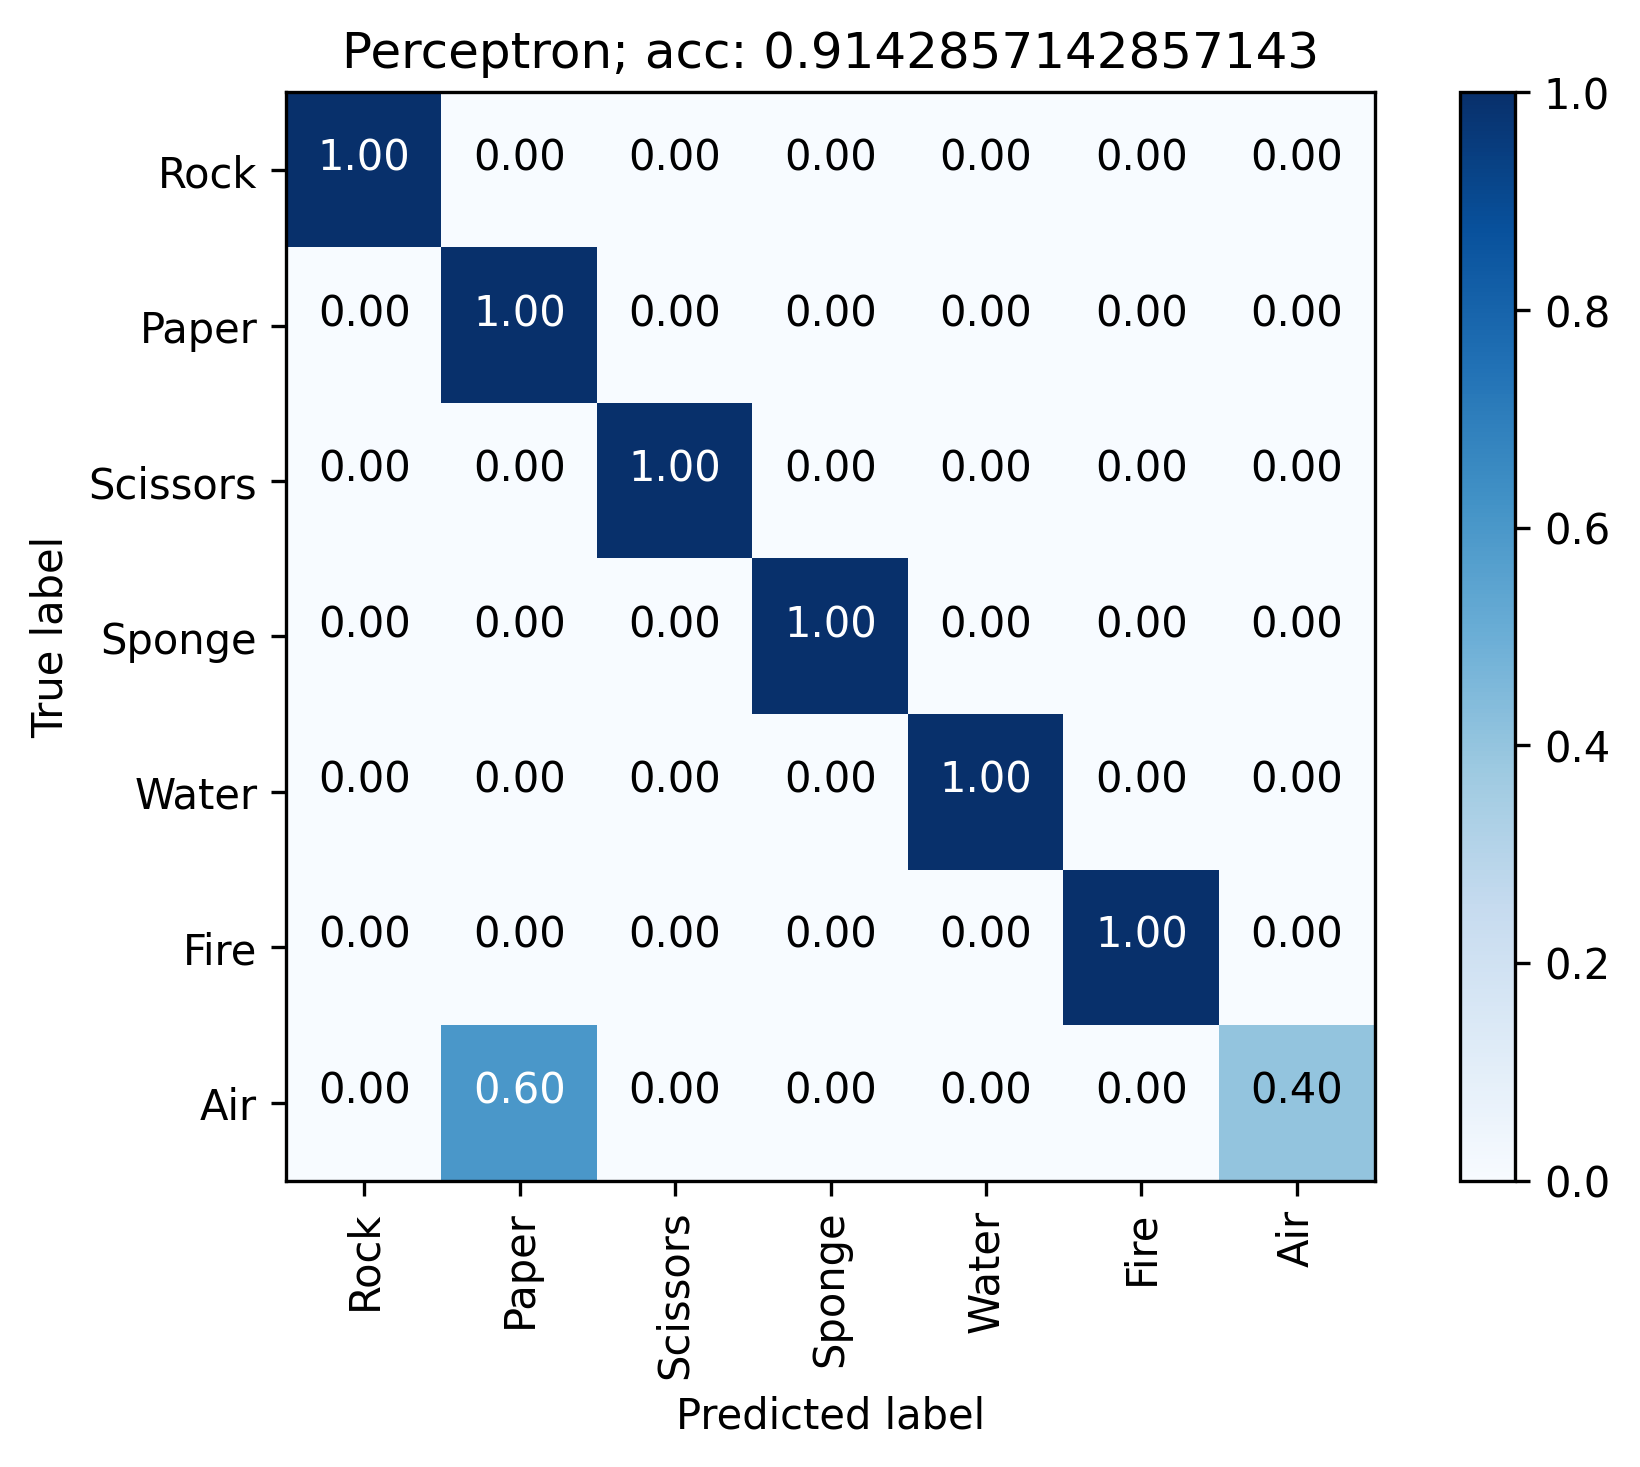 Perceptron; acc: 0.9142857142857143
Rock 1.00 0.00 0.00 0.00 0.00 0.00 0.00
Paper 0.00 1.00 0.00 0.00 0.00 0.00 0.00
Scissors 0.00 0.00 1.00 0.00 0.00 0.00 0.00
Sponge 0.00 0.00 0.00 1.00 0.00 0.00 0.00
Water 0.00 0.00 0.00 0.00 1.00 0.00 0.00
Fire 0.00 0.00 0.00 0.00 0.00 1.00 0.00
Air 0.00 0.60 0.00 0.00 0.00 0.00 0.40
True label
Rock Paper Scissors Sponge Water Fire Air
Predicted label
1.0
0.8
0.6
0.4
0.2
0.0